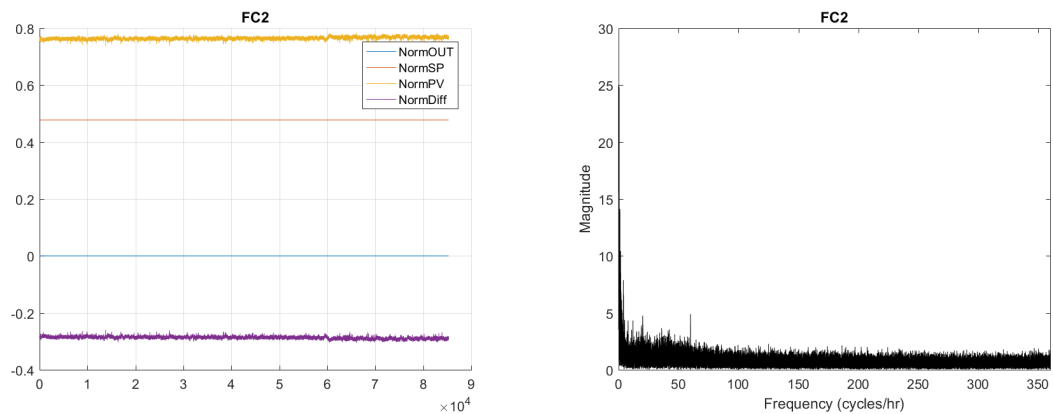 FC2
0.8
0.6
0.4
0.2
0
-0.2
-0.4
0 1 2 3 4 5 6 7 8 9
×10⁴
NormOUT
NormSP
NormPV
NormDiff
FC2
30
25
20
15
10
5
0
Magnitude
0 50 100 150 200 250 300 350
Frequency (cycles/hr)